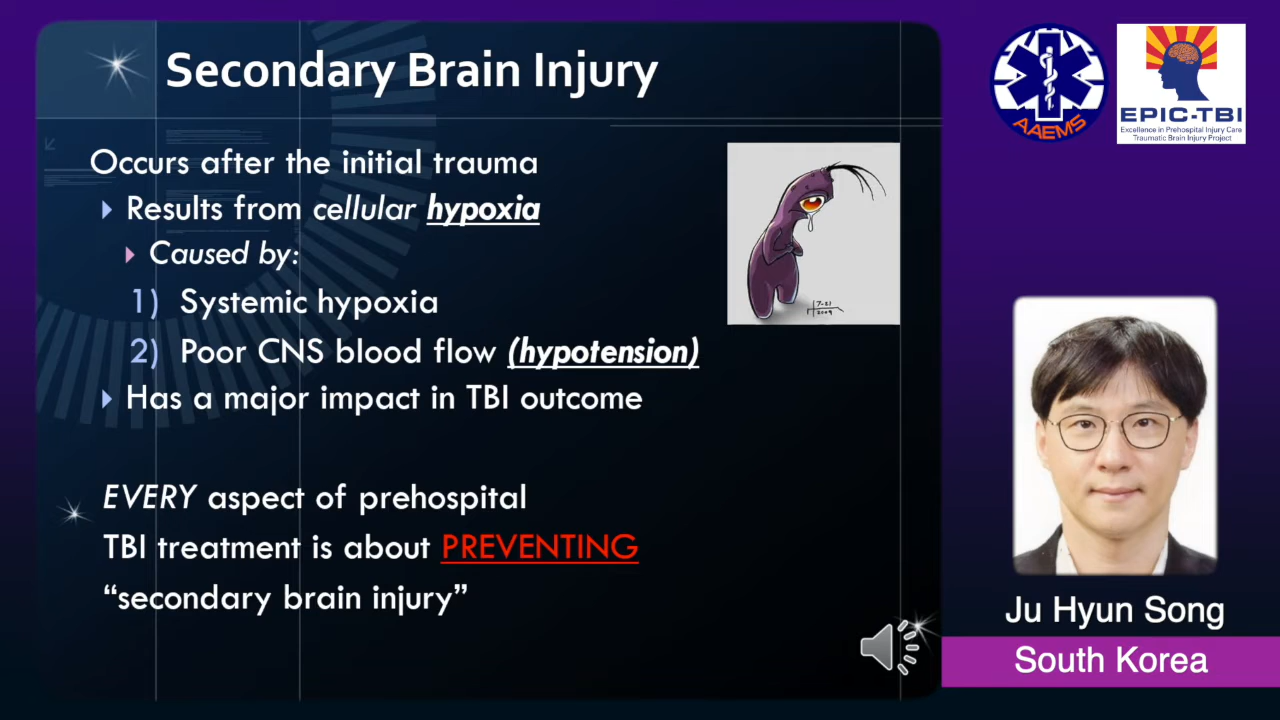 Secondary Brain Injury
Occurs after the initial trauma
Results from cellular hypoxia
Caused by:
1) Systemic hypoxia
2) Poor CNS blood flow (hypotension)
Has a major impact in TBI outcome
EVERY aspect of prehospital
TBI treatment is about PREVENTING
“secondary brain injury”
7-21
2009
AAEMS
EPIC-TBI
Excellence in Prehospital Injury Care
Traumatic Brain Injury Project
Ju Hyun Song
South Korea